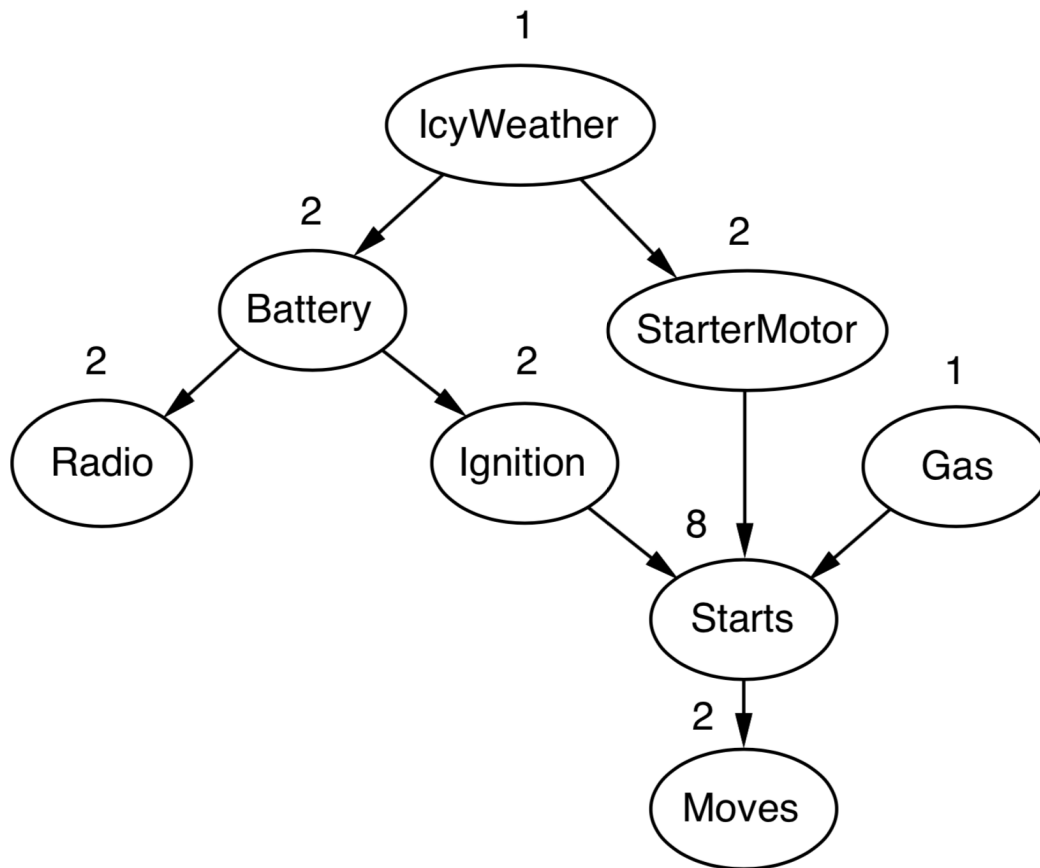 1
IcyWeather
2
Battery
2
StarterMotor
2
Radio
2
Ignition
1
Gas
8
Starts
2
Moves